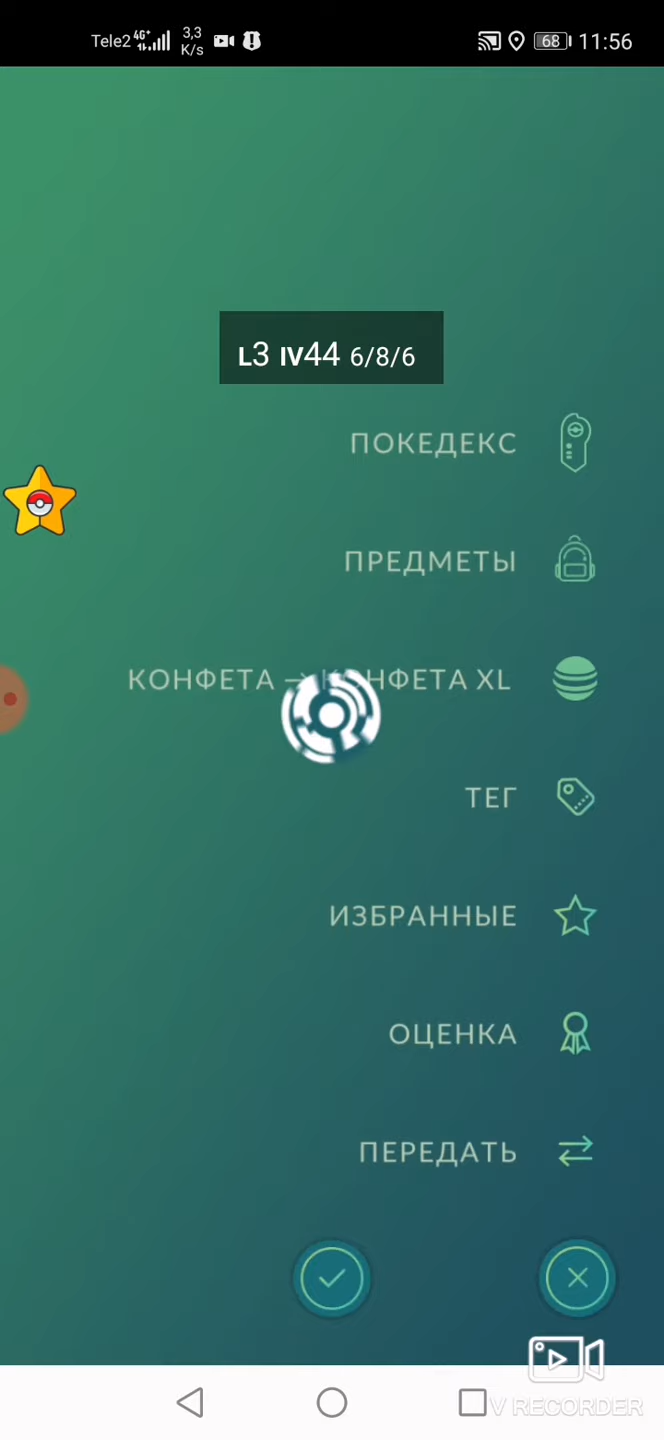 Tele2 4G+ 3,3 K/s 68 11:56
L3 IV44 6/8/6
ПОКЕДЕКС
ПРЕДМЕТЫ
КОНФЕТА → КОНФЕТА XL
ТЕГ
ИЗБРАННЫЕ
ОЦЕНКА
ПЕРЕДАТЬ
V RECORDER